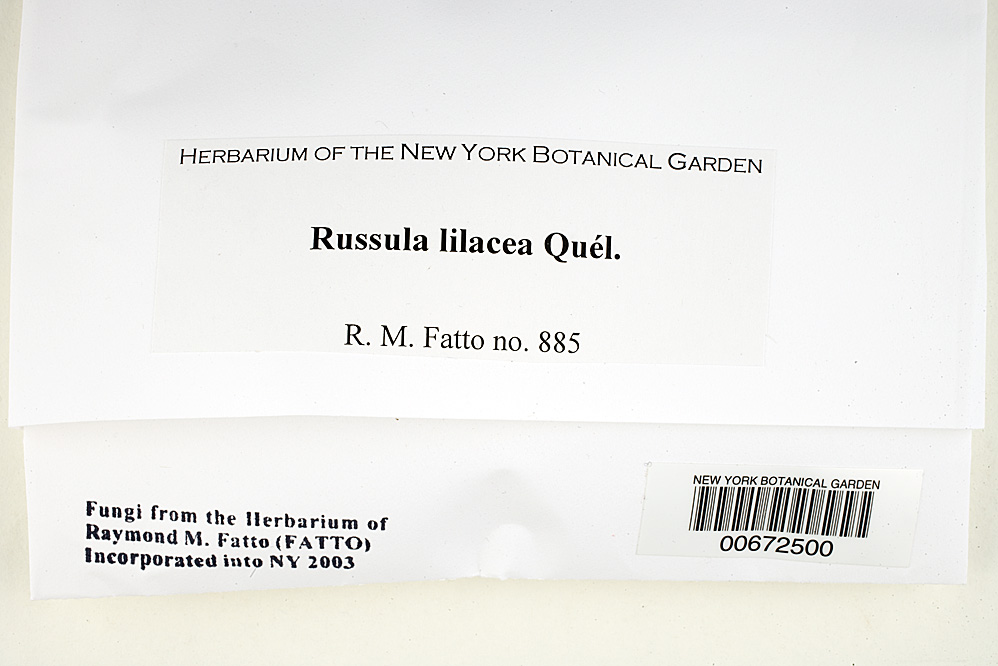 HERBARIUM OF THE NEW YORK BOTANICAL GARDEN
Russula lilacea Quél.
R. M. Fatto no. 885
Fungi from the Herbarium of
Raymond M. Fatto (FATTO)
Incorporated into NY 2003
NEW YORK BOTANICAL GARDEN
00672500